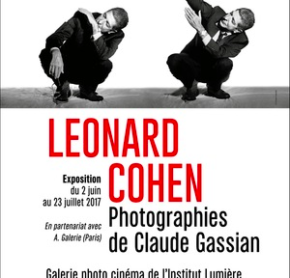 LEONARD
COHEN
Exposition
du 2 juin
au 23 juillet 2017
En partenariat avec
A. Galerie (Paris)
Photographies
de Claude Gassian
Galerie photo cinéma de l'Institut Lumière